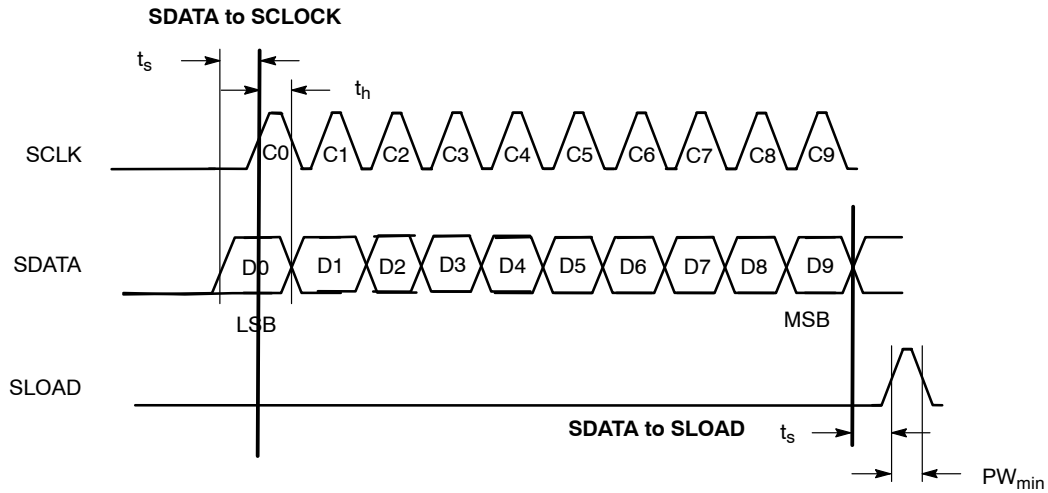 SDATA to SCLOCK
ts
th
SCLK C0 C1 C2 C3 C4 C5 C6 C7 C8 C9
SDATA D0 D1 D2 D3 D4 D5 D6 D7 D8 D9
LSB MSB
SLOAD
SDATA to SLOAD ts
PWmin